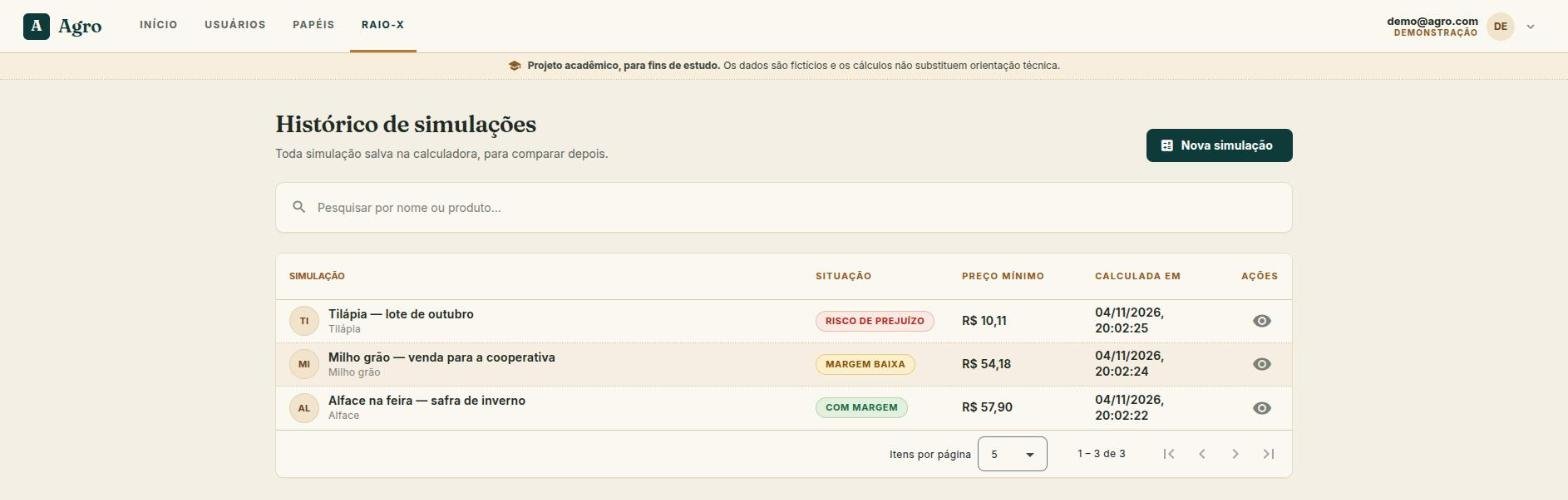 A Agro INÍCIO USUÁRIOS PAPÉIS RAIO-X demo@agro.com DE
DEMONSTRAÇÃO
Projeto acadêmico, para fins de estudo. Os dados são fictícios e os cálculos não substituem orientação técnica.
Histórico de simulações
Toda simulação salva na calculadora, para comparar depois.
Nova simulação
Pesquisar por nome ou produto...
SIMULAÇÃO SITUAÇÃO PREÇO MÍNIMO CALCULADA EM AÇÕES
TI Tilápia — lote de outubro RISCO DE PREJUÍZO R$ 10,11 04/11/2026,
Tilápia 20:02:25
MI Milho grão — venda para a cooperativa MARGEM BAIXA R$ 54,18 04/11/2026,
Milho grão 20:02:24
AL Alface na feira — safra de inverno COM MARGEM R$ 57,90 04/11/2026,
Alface 20:02:22
Itens por página 5 1 – 3 de 3